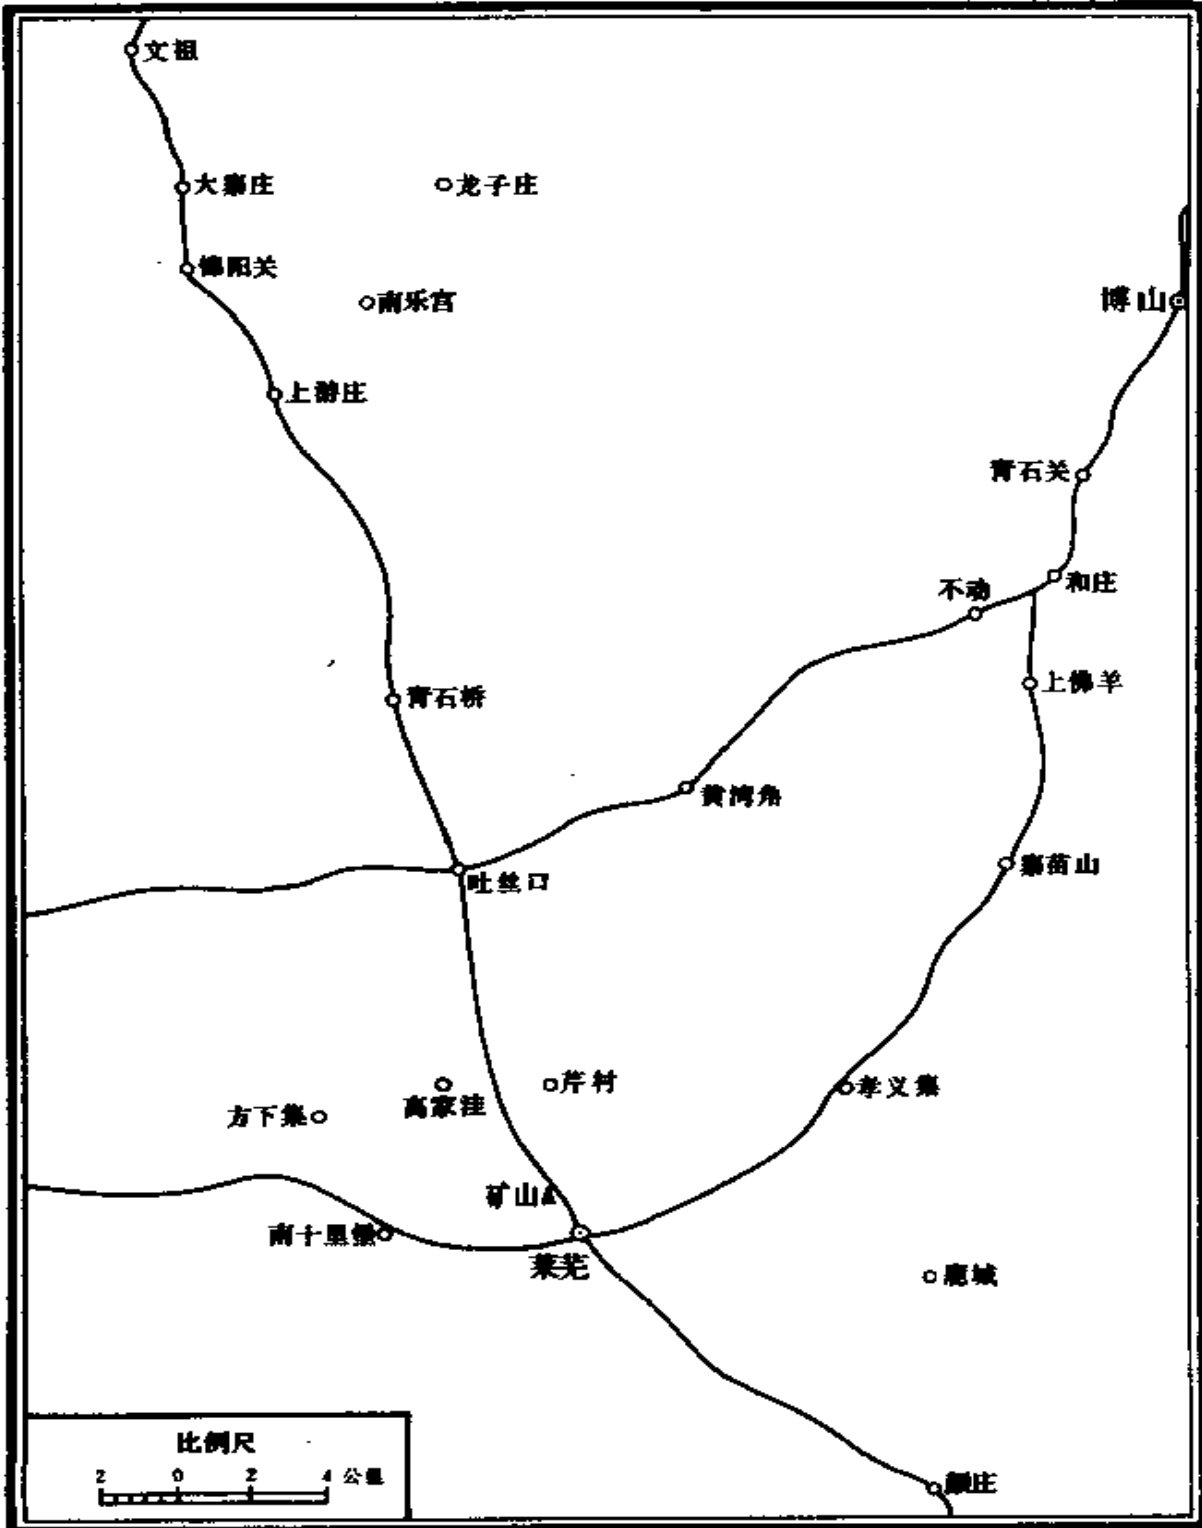 文祖
大寨庄
龙子庄
锦阳关
南乐宫
博山
上游庄
青石关
和庄
不动
上佛羊
青石桥
黄湾角
寨苗山
吐丝口
芹村
孝义集
高家洼
方下集
矿山
南十里堡
莱芜
鹿城
比例尺
2 0 2 4 公里
颜庄